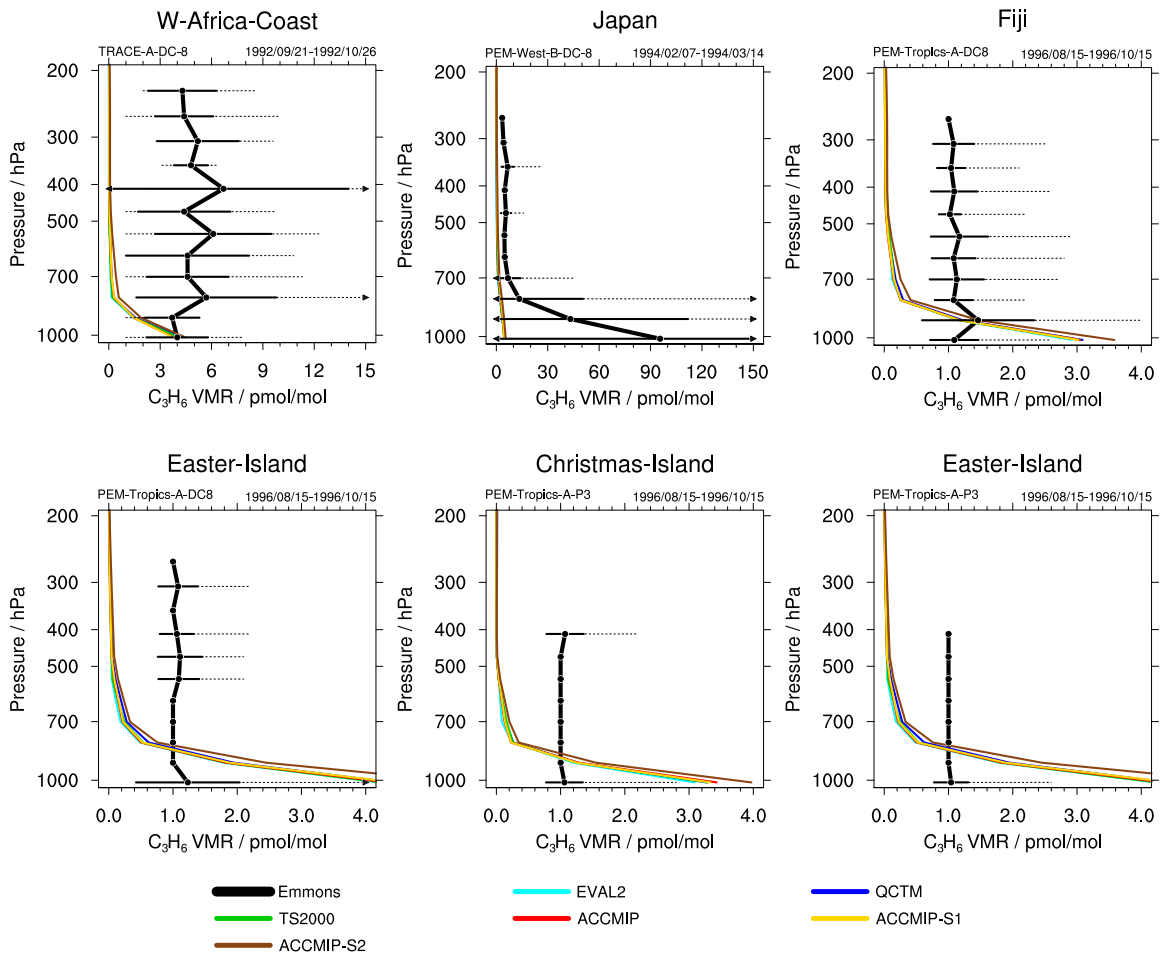 W-Africa-Coast
Japan
Fiji
TRACE-A-DC-8 1992/09/21-1992/10/26
PEM-West-B-DC-8 1994/02/07-1994/03/14
PEM-Tropics-A-DC8 1996/08/15-1996/10/15
Pressure / hPa
200
300
400
500
700
1000
0 3 6 9 12 15
C₃H₆ VMR / pmol/mol
Pressure / hPa
200
300
400
500
700
1000
0 30 60 90 120 150
C₃H₆ VMR / pmol/mol
Pressure / hPa
200
300
400
500
700
1000
0.0 1.0 2.0 3.0 4.0
C₃H₆ VMR / pmol/mol
Easter-Island
Christmas-Island
Easter-Island
PEM-Tropics-A-DC8 1996/08/15-1996/10/15
PEM-Tropics-A-P3 1996/08/15-1996/10/15
PEM-Tropics-A-P3 1996/08/15-1996/10/15
Pressure / hPa
200
300
400
500
700
1000
0.0 1.0 2.0 3.0 4.0
C₃H₆ VMR / pmol/mol
Pressure / hPa
200
300
400
500
700
1000
0.0 1.0 2.0 3.0 4.0
C₃H₆ VMR / pmol/mol
Pressure / hPa
200
300
400
500
700
1000
0.0 1.0 2.0 3.0 4.0
C₃H₆ VMR / pmol/mol
Emmons
EVAL2
QCTM
TS2000
ACCMIP
ACCMIP-S1
ACCMIP-S2